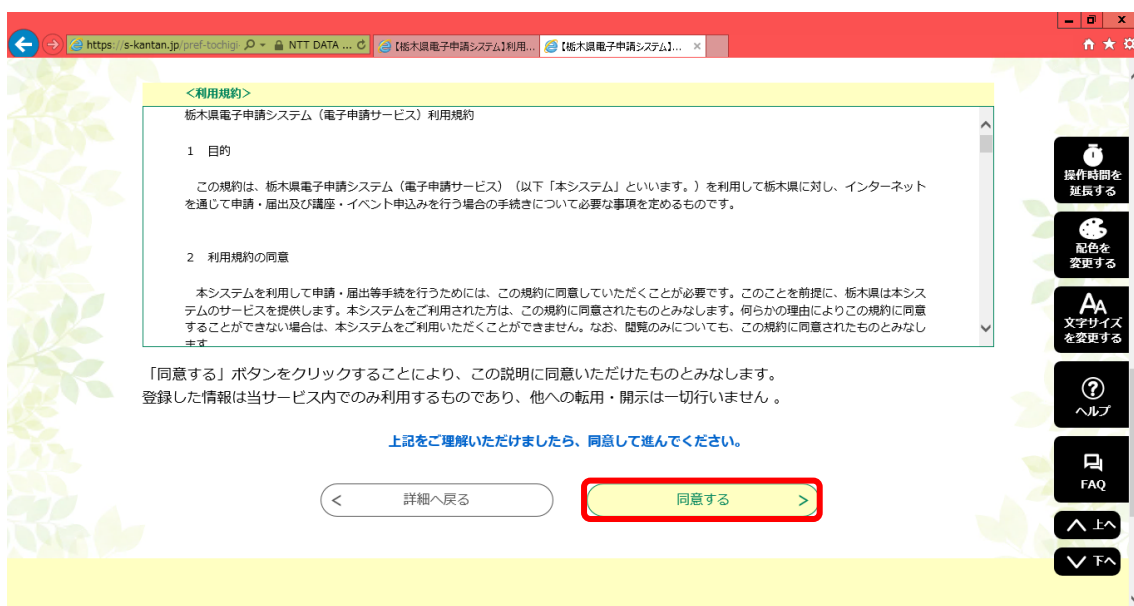 https://s-kantan.jp/pref-tochigi- NTT DATA ... 【栃木県電子申請システム】利用... 【栃木県電子申請システム】... ×
<利用規約>
栃木県電子申請システム（電子申請サービス）利用規約
1　目的
この規約は、栃木県電子申請システム（電子申請サービス）（以下「本システム」といいます。）を利用して栃木県に対し、インターネット
を通じて申請・届出及び講座・イベント申込みを行う場合の手続きについて必要な事項を定めるものです。
2　利用規約の同意
本システムを利用して申請・届出等手続を行うためには、この規約に同意していただくことが必要です。このことを前提に、栃木県は本シス
テムのサービスを提供します。本システムをご利用された方は、この規約に同意されたものとみなします。何らかの理由によりこの規約に同意
することができない場合は、本システムをご利用いただくことができません。なお、閲覧のみについても、この規約に同意されたものとみなし
ます
「同意する」ボタンをクリックすることにより、この説明に同意いただけたものとみなします。
登録した情報は当サービス内でのみ利用するものであり、他への転用・開示は一切行いません 。
上記をご理解いただけましたら、同意して進んでください。
< 詳細へ戻る
同意する >
操作時間を
延長する
配色を
変更する
AA
文字サイズ
を変更する
?
ヘルプ
FAQ
上へ
下へ